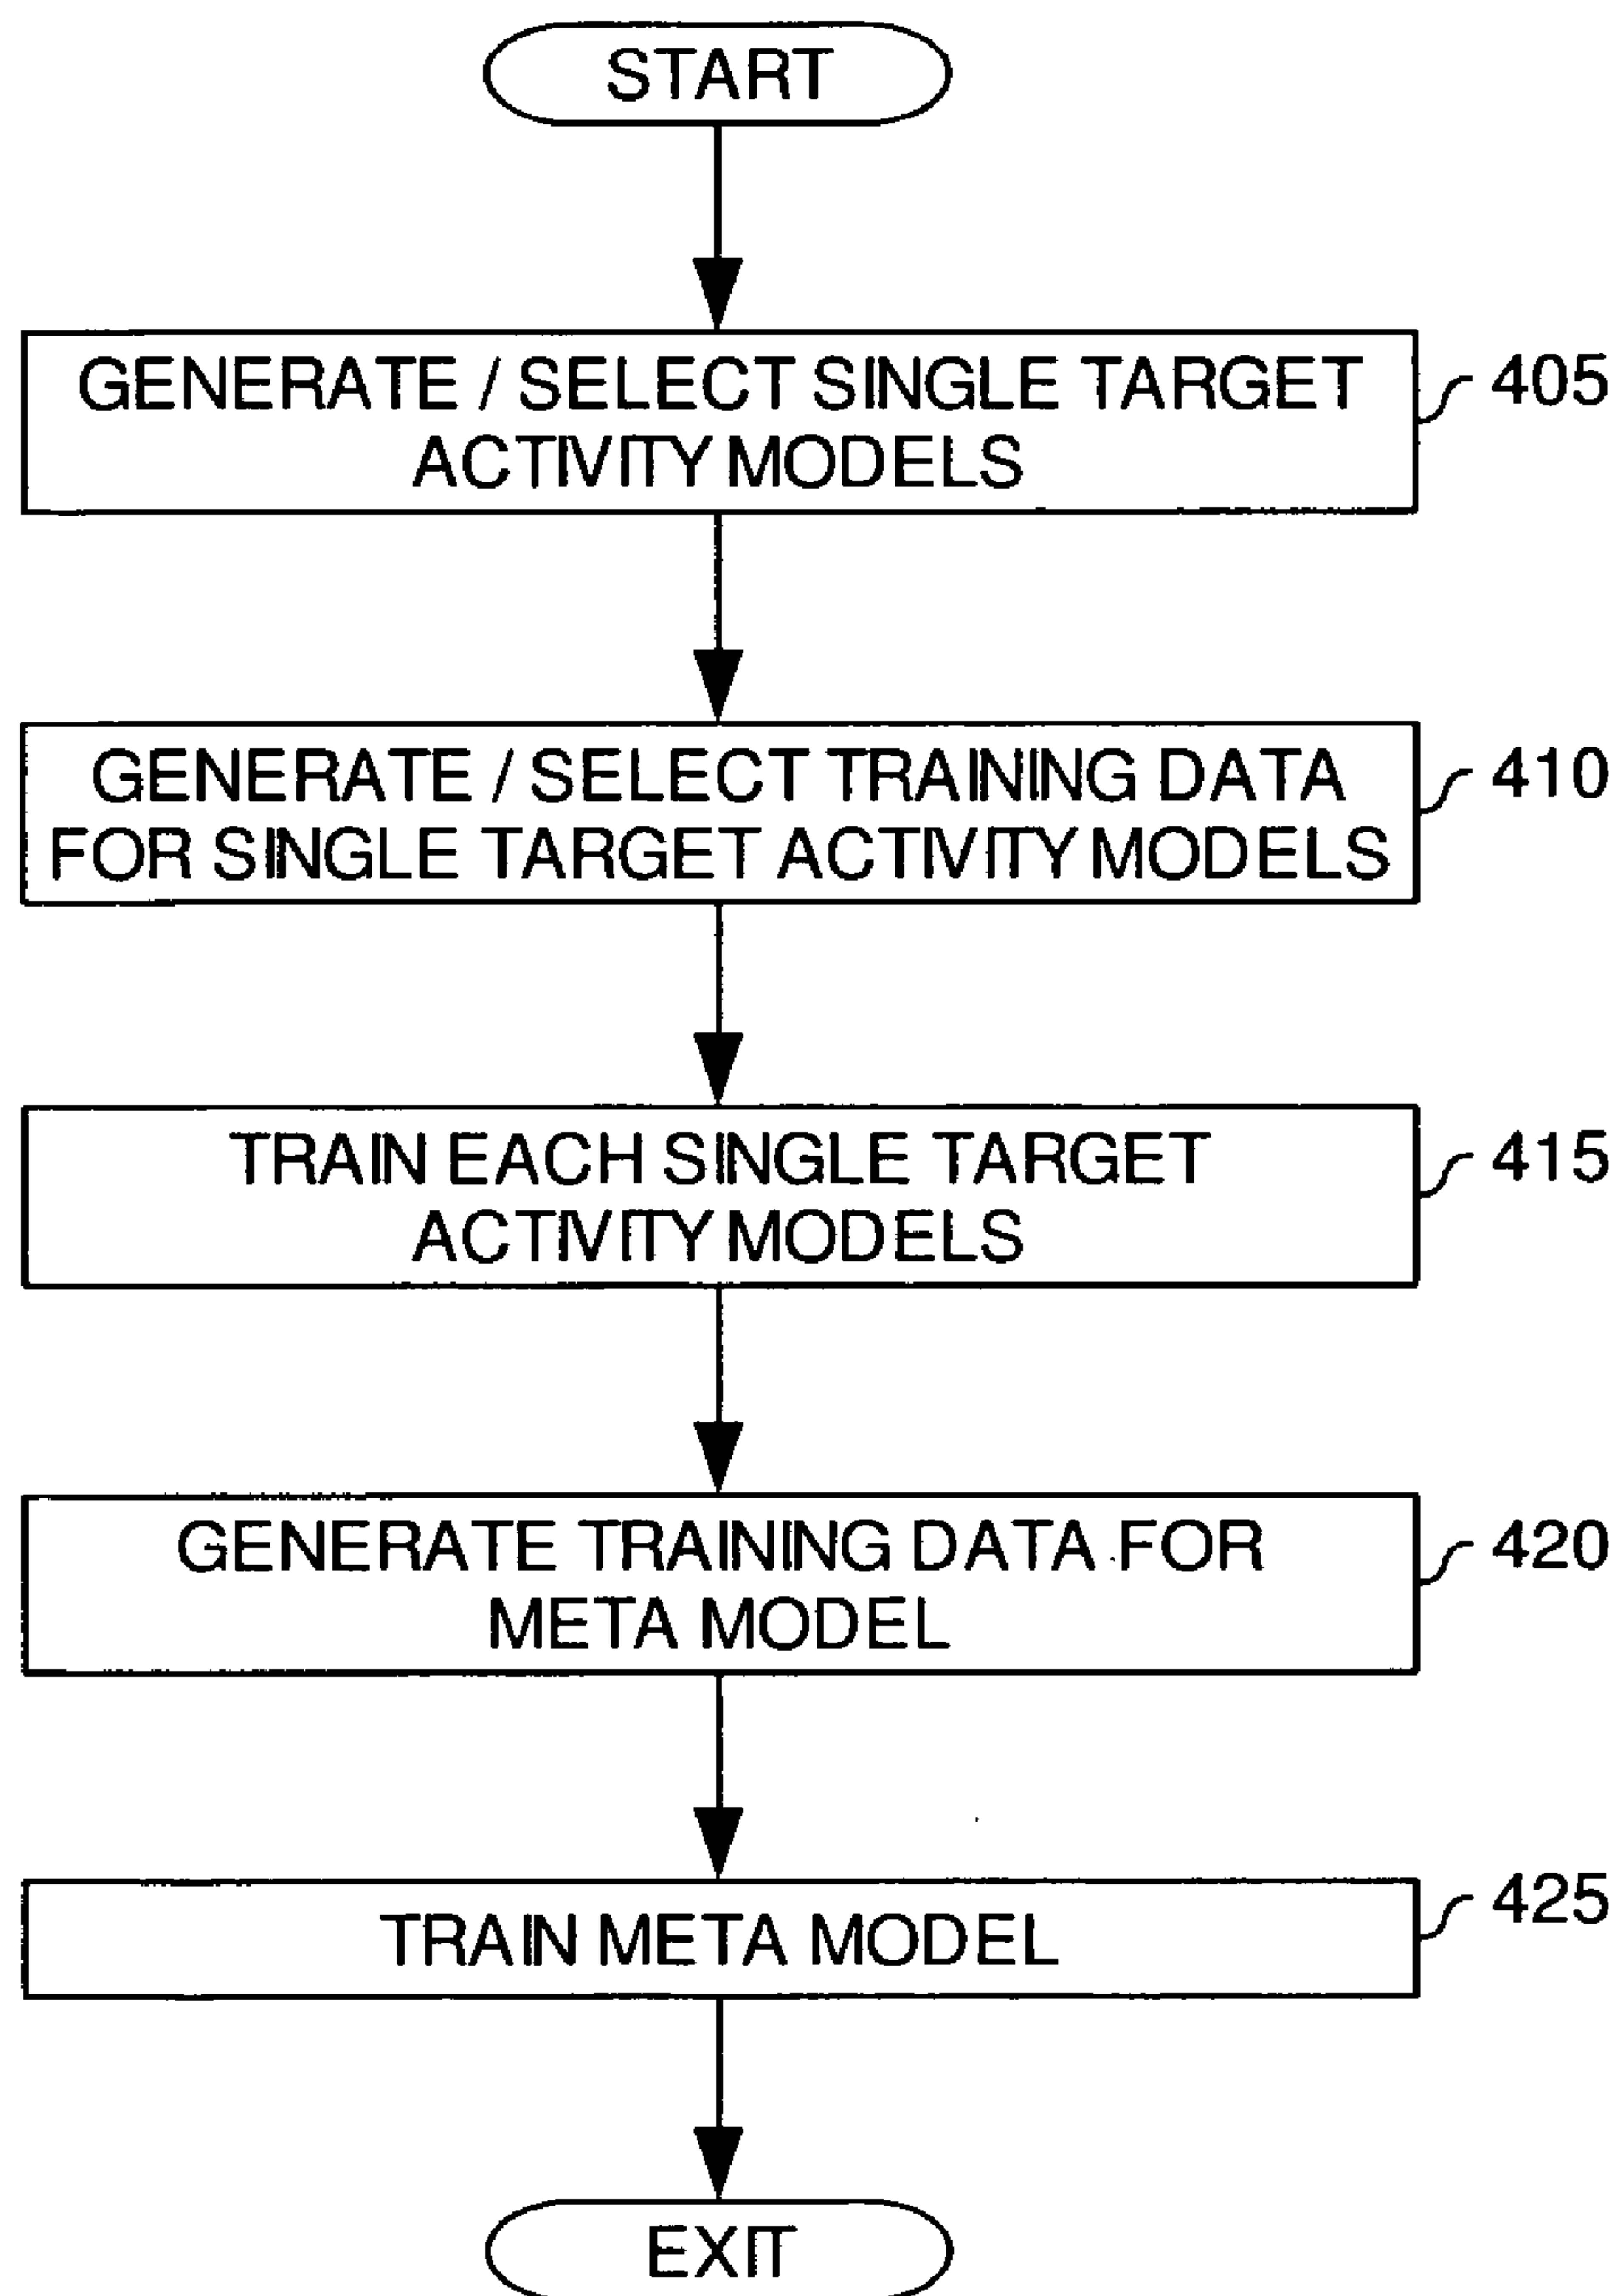 START
GENERATE / SELECT SINGLE TARGET
ACTIVITY MODELS
405
GENERATE / SELECT TRAINING DATA
FOR SINGLE TARGET ACTIVITY MODELS
410
TRAIN EACH SINGLE TARGET
ACTIVITY MODELS
415
GENERATE TRAINING DATA FOR
META MODEL
420
TRAIN META MODEL
425
EXIT